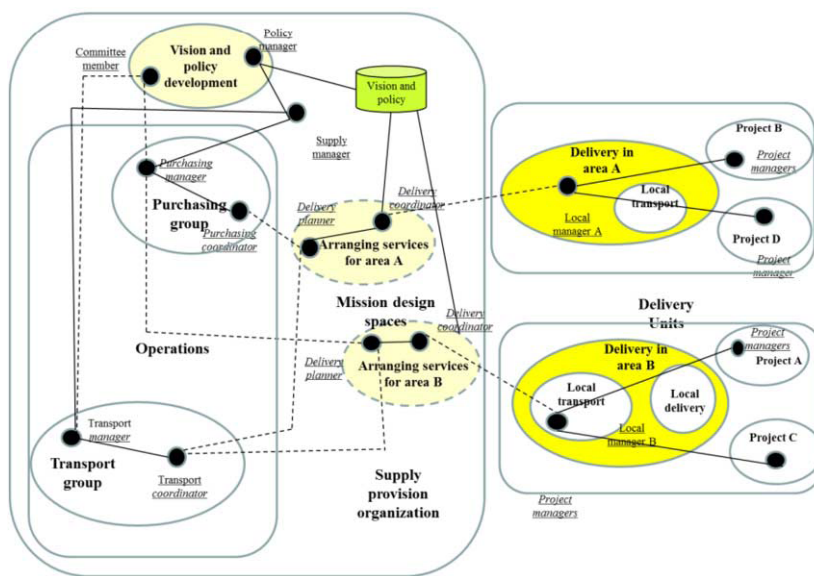 Policy
manager
Committee
member
Vision and
policy
development
Vision and
policy
Supply
manager
Purchasing
manager
Purchasing
group
Purchasing
coordinator
Delivery
planner
Delivery
coordinator
Arranging services
for area A
Mission design
spaces
Delivery
coordinator
Operations
Delivery
planner
Arranging services
for area B
Transport
manager
Transport
group
Transport
coordinator
Supply
provision
organization
Delivery in
area A
Local
transport
Local
manager A
Project B
Project
managers
Project D
Project
manager
Delivery
Units
Delivery in
area B
Local
transport
Local
delivery
Local
manager B
Project
managers
Project A
Project C
Project
managers